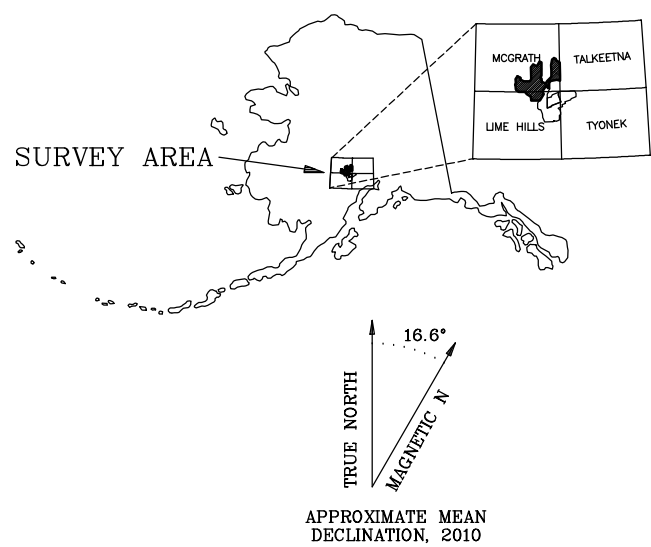 MCGRATH
TALKEETNA
LIME HILLS
TYONEK
SURVEY AREA
16.6°
TRUE NORTH
MAGNETIC N
APPROXIMATE MEAN
DECLINATION, 2010